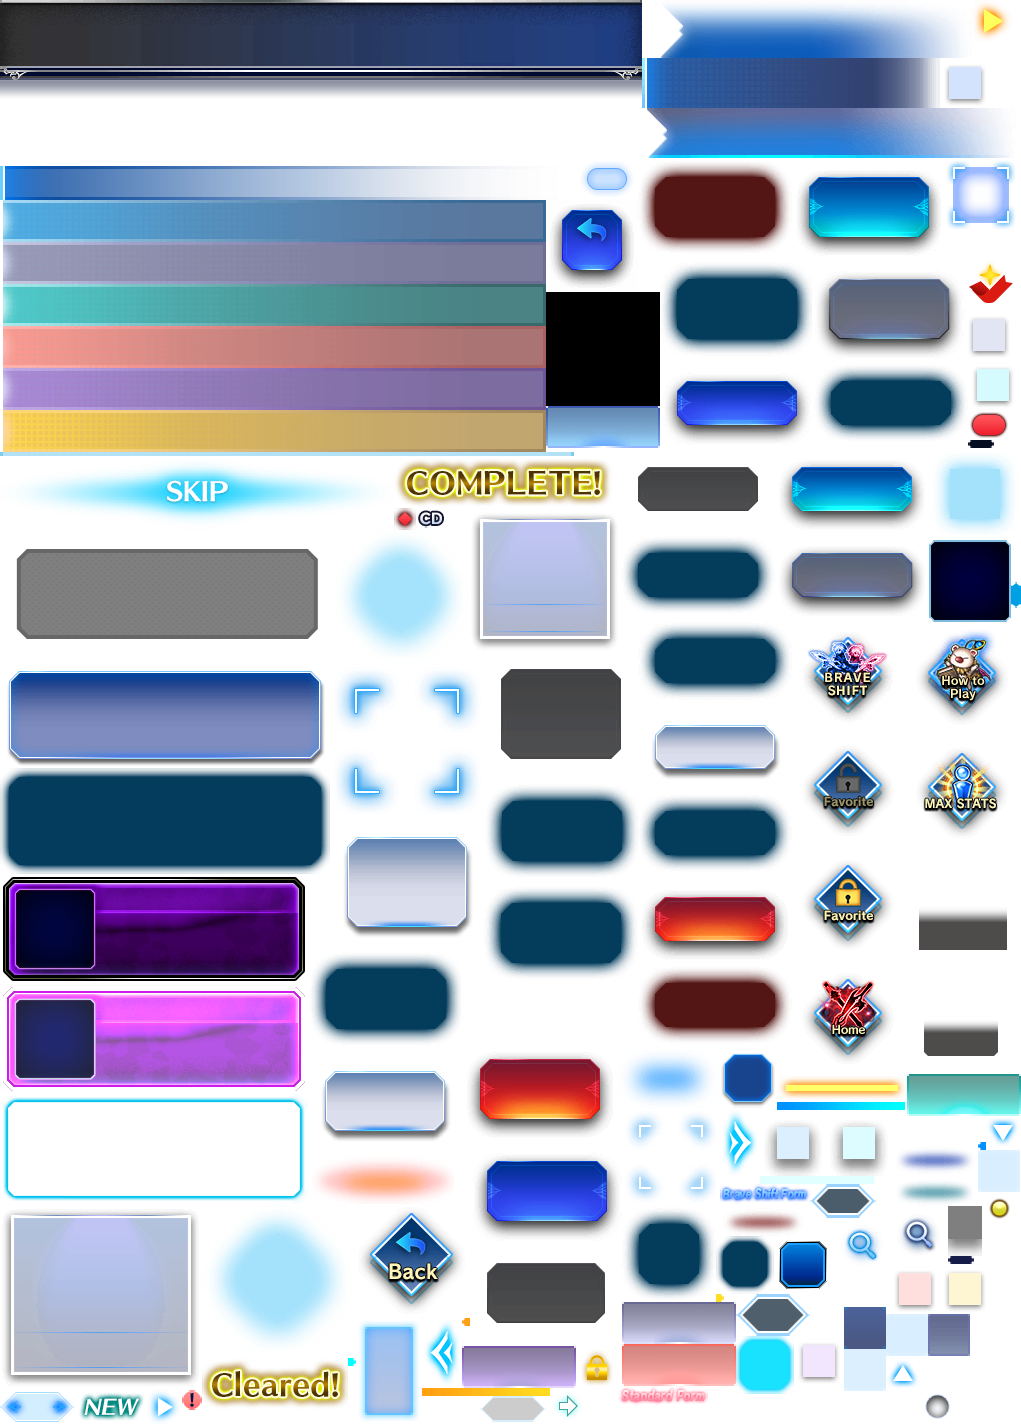 SKIP
COMPLETE!
CD
BRAVE
SHIFT
How to
Play
Favorite
MAX STATS
Favorite
Home
Brave Shift Form
Back
Cleared!
Standard Form
NEW
!